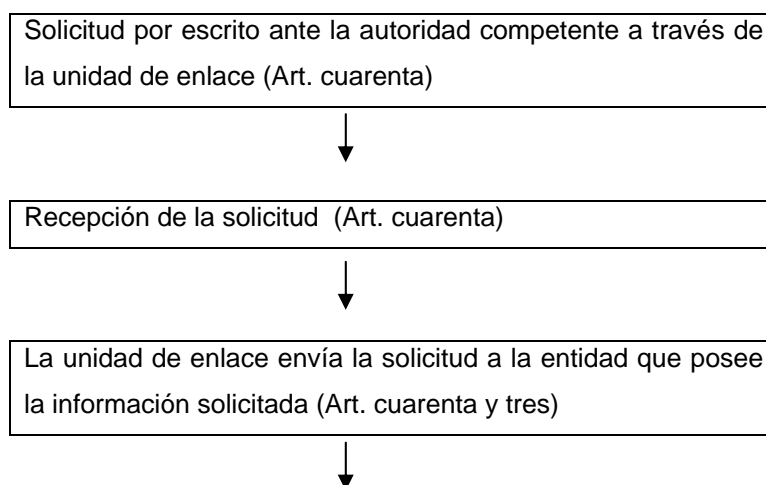 Solicitud por escrito ante la autoridad competente a través de
la unidad de enlace (Art. cuarenta)
Recepción de la solicitud  (Art. cuarenta)
La unidad de enlace envía la solicitud a la entidad que posee
la información solicitada (Art. cuarenta y tres)